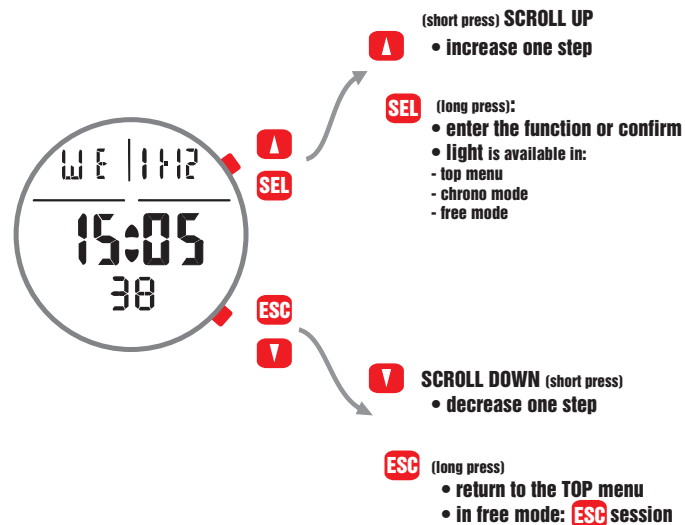 (short press) SCROLL UP
• increase one step
SEL (long press):
• enter the function or confirm
• light is available in:
- top menu
- chrono mode
- free mode
WE 11-12
SEL
15:05
38
ESC
SCROLL DOWN (short press)
• decrease one step
ESC (long press)
• return to the TOP menu
• in free mode: ESC session